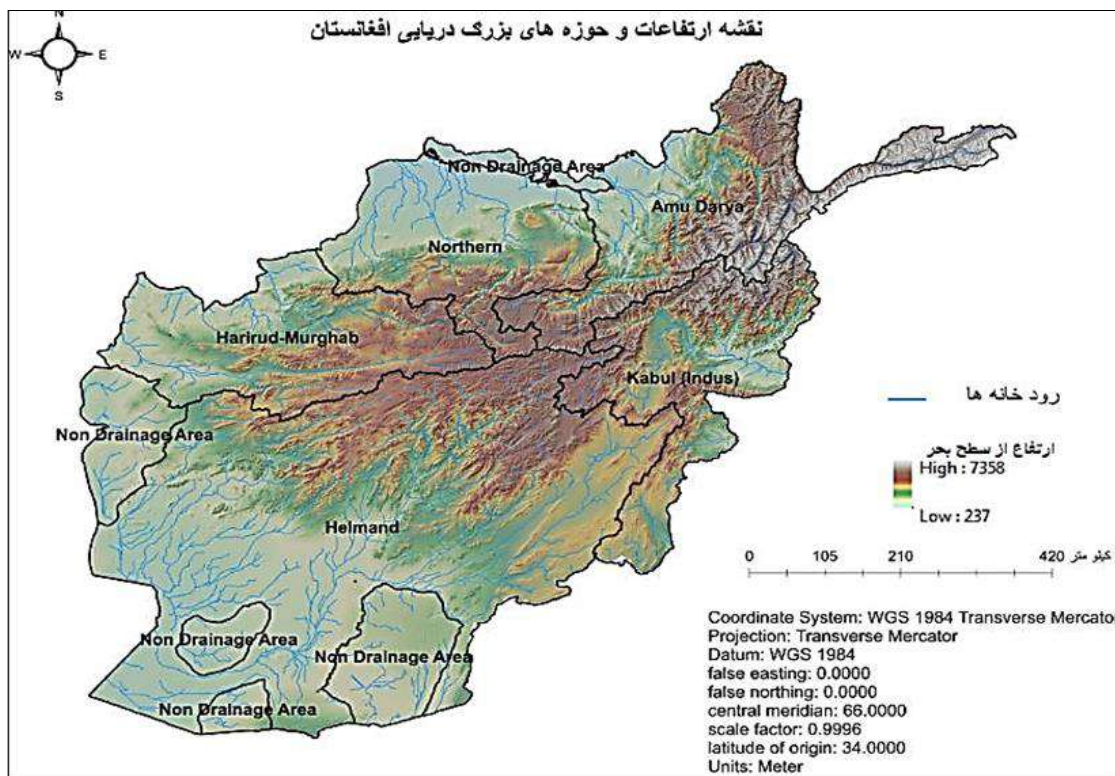 نقشه ارتفاعات و حوزه های بزرگ دریایی افغانستان
N
W E
S
Non Drainage Area
Amu Darya
Northern
Harirud-Murghab
Kabul (Indus)
Non Drainage Area
Helmand
Non Drainage Area
Non Drainage Area
Non Drainage Area
رود خانه ها
ارتفاع از سطح بحر
High : 7358
Low : 237
0 105 210 420 کیلو متر
Coordinate System: WGS 1984 Transverse Mercator
Projection: Transverse Mercator
Datum: WGS 1984
false easting: 0.0000
false northing: 0.0000
central meridian: 66.0000
scale factor: 0.9996
latitude of origin: 34.0000
Units: Meter